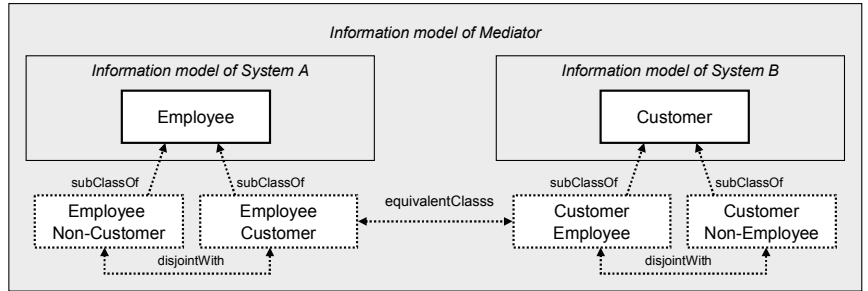 Information model of Mediator
Information model of System A
Information model of System B
Employee
Customer
subClassOf
subClassOf
subClassOf
subClassOf
Employee
Non-Customer
Employee
Customer
equivalentClasss
Customer
Employee
Customer
Non-Employee
disjointWith
disjointWith